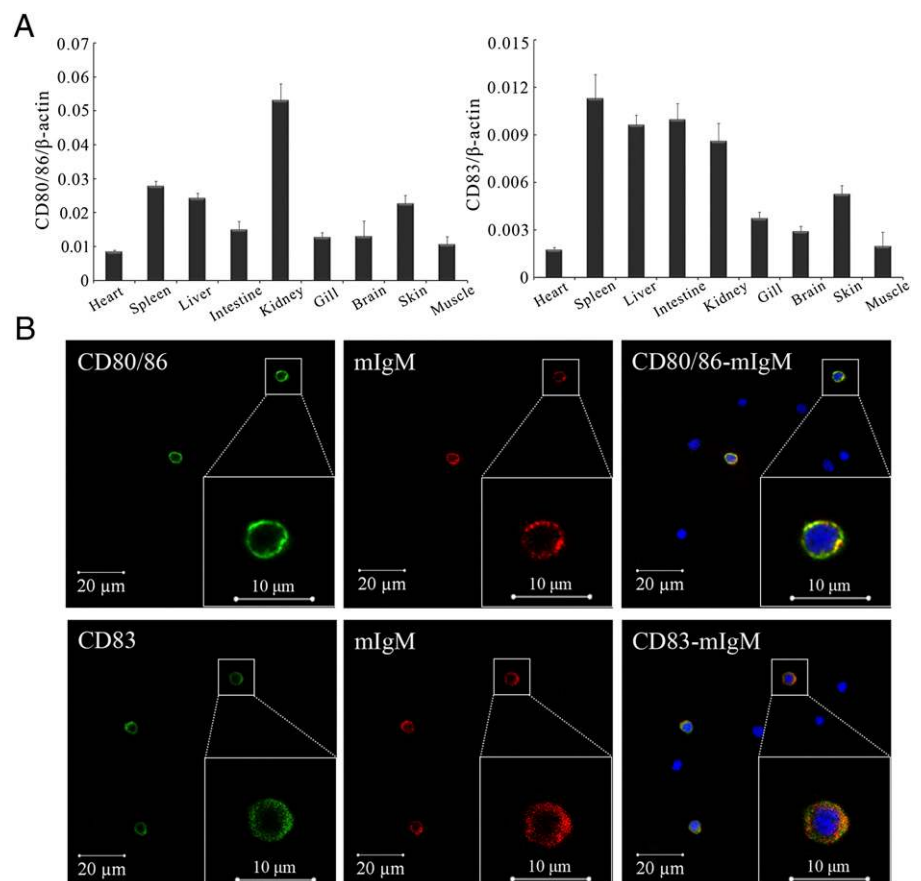 A
0.07
0.06
0.05
0.04
0.03
0.02
0.01
0
CD80/86/β-actin
Heart
Spleen
Liver
Intestine
Kidney
Gill
Brain
Skin
Muscle
0.015
0.012
0.009
0.006
0.003
0
CD83/β-actin
Heart
Spleen
Liver
Intestine
Kidney
Gill
Brain
Skin
Muscle
B
CD80/86
20 μm
10 μm
mIgM
20 μm
10 μm
CD80/86-mIgM
20 μm
10 μm
CD83
20 μm
10 μm
mIgM
20 μm
10 μm
CD83-mIgM
20 μm
10 μm